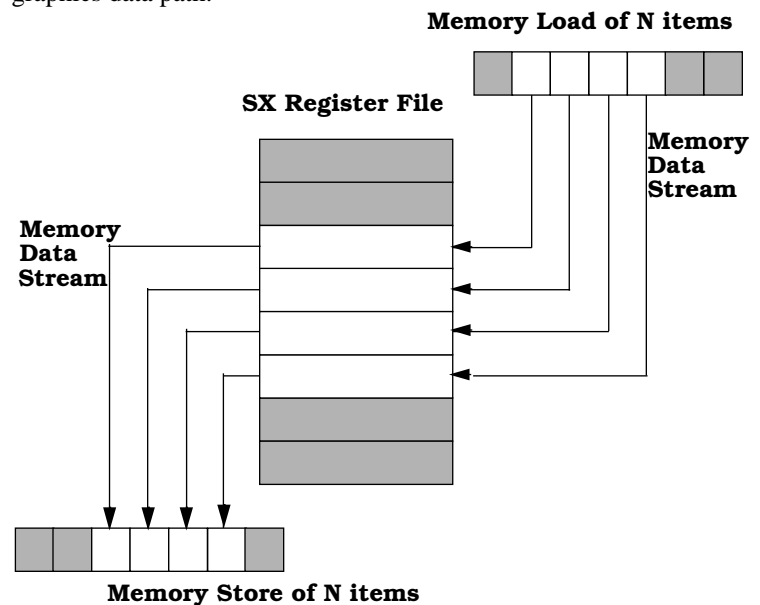 graphics data path.
Memory Load of N items
SX Register File
Memory
Data
Stream
Memory
Data
Stream
Memory Store of N items